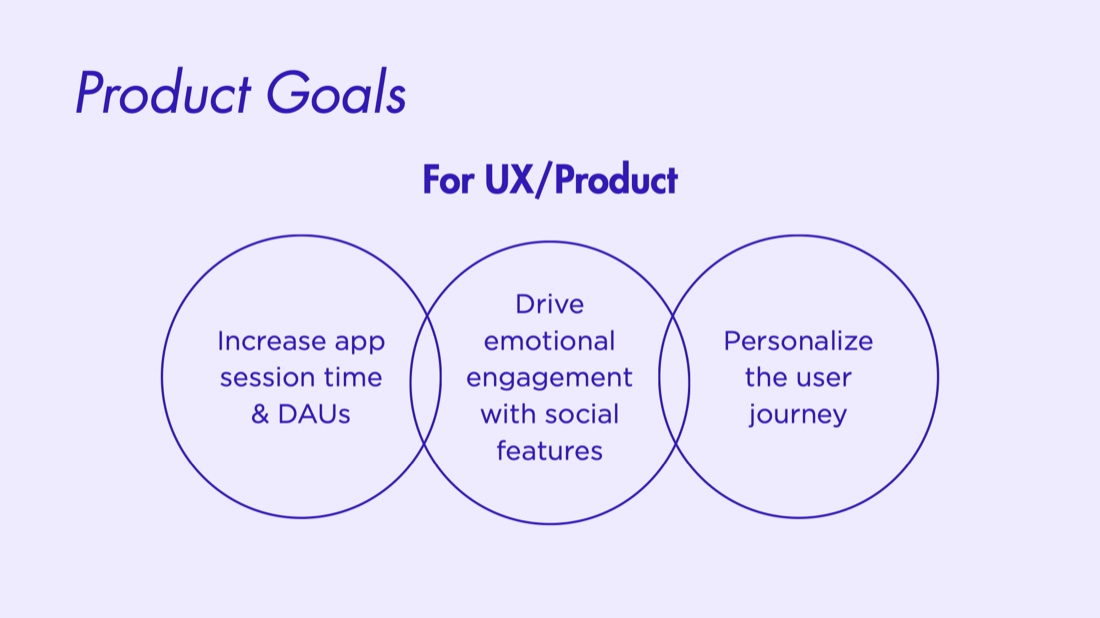 Product Goals
For UX/Product
Increase app
session time
& DAUs
Drive
emotional
engagement
with social
features
Personalize
the user
journey